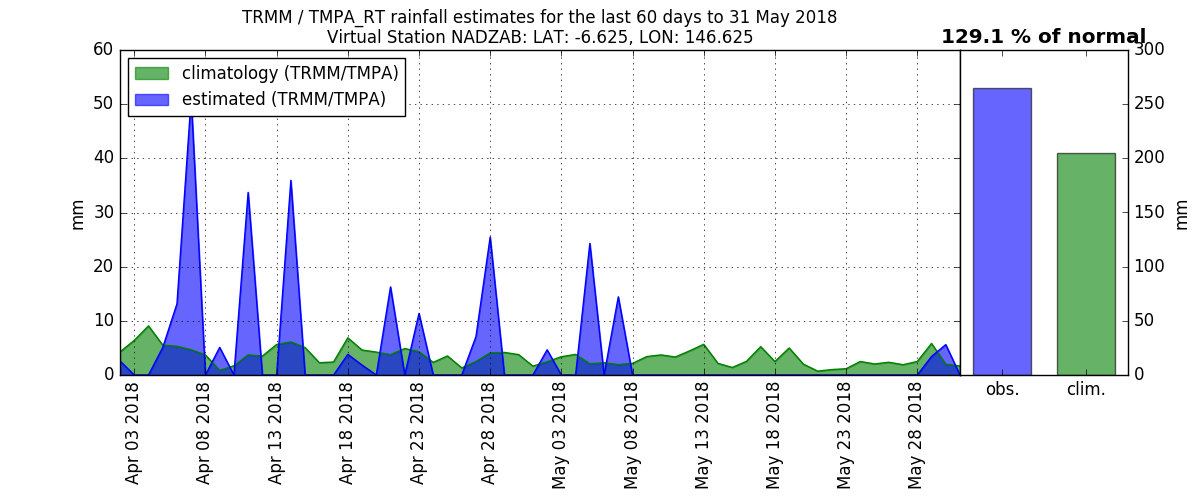 TRMM / TMPA_RT rainfall estimates for the last 60 days to 31 May 2018
Virtual Station NADZAB: LAT: -6.625, LON: 146.625
129.1 % of normal
climatology (TRMM/TMPA)
estimated (TRMM/TMPA)
60
50
40
30
20
10
0
mm
Apr 03 2018
Apr 08 2018
Apr 13 2018
Apr 18 2018
Apr 23 2018
Apr 28 2018
May 03 2018
May 08 2018
May 13 2018
May 18 2018
May 23 2018
May 28 2018
300
250
200
150
100
50
0
mm
obs.
clim.